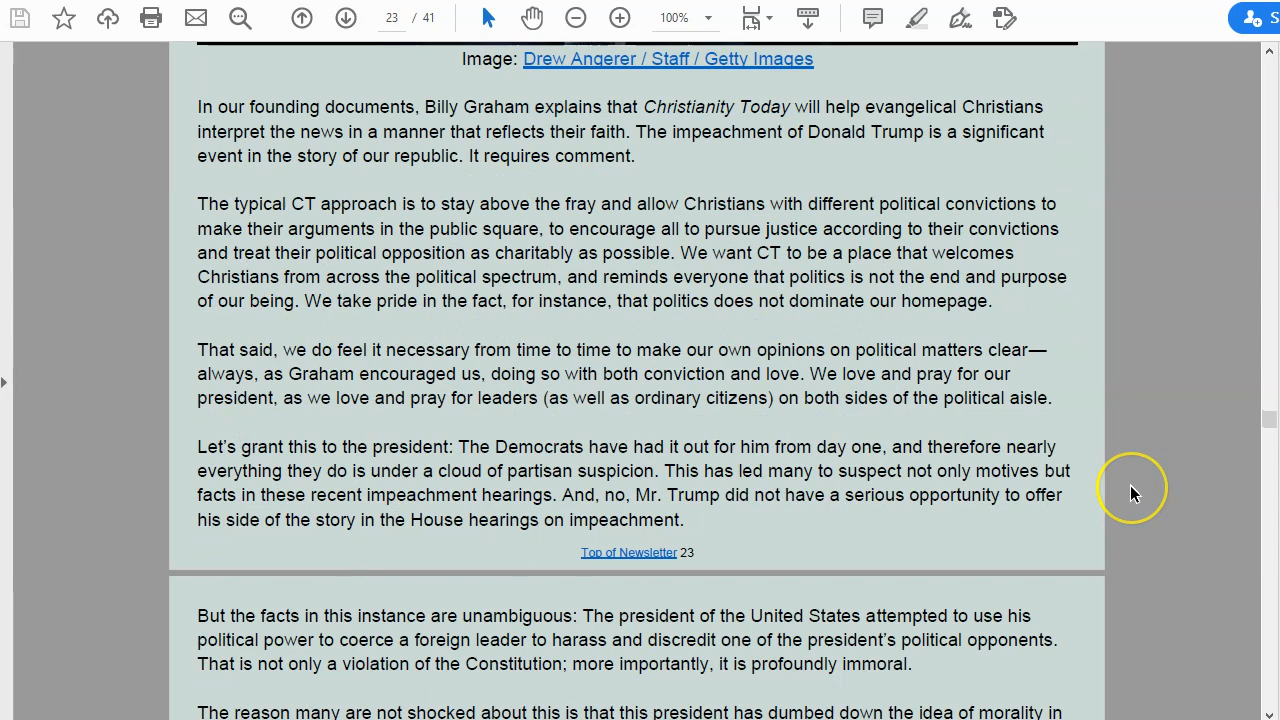 23 / 41
100%
S
Image: Drew Angerer / Staff / Getty Images
In our founding documents, Billy Graham explains that Christianity Today will help evangelical Christians
interpret the news in a manner that reflects their faith. The impeachment of Donald Trump is a significant
event in the story of our republic. It requires comment.
The typical CT approach is to stay above the fray and allow Christians with different political convictions to
make their arguments in the public square, to encourage all to pursue justice according to their convictions
and treat their political opposition as charitably as possible. We want CT to be a place that welcomes
Christians from across the political spectrum, and reminds everyone that politics is not the end and purpose
of our being. We take pride in the fact, for instance, that politics does not dominate our homepage.
That said, we do feel it necessary from time to time to make our own opinions on political matters clear—
always, as Graham encouraged us, doing so with both conviction and love. We love and pray for our
president, as we love and pray for leaders (as well as ordinary citizens) on both sides of the political aisle.
Let’s grant this to the president: The Democrats have had it out for him from day one, and therefore nearly
everything they do is under a cloud of partisan suspicion. This has led many to suspect not only motives but
facts in these recent impeachment hearings. And, no, Mr. Trump did not have a serious opportunity to offer
his side of the story in the House hearings on impeachment.
Top of Newsletter 23
But the facts in this instance are unambiguous: The president of the United States attempted to use his
political power to coerce a foreign leader to harass and discredit one of the president’s political opponents.
That is not only a violation of the Constitution; more importantly, it is profoundly immoral.
The reason many are not shocked about this is that this president has dumbed down the idea of morality in